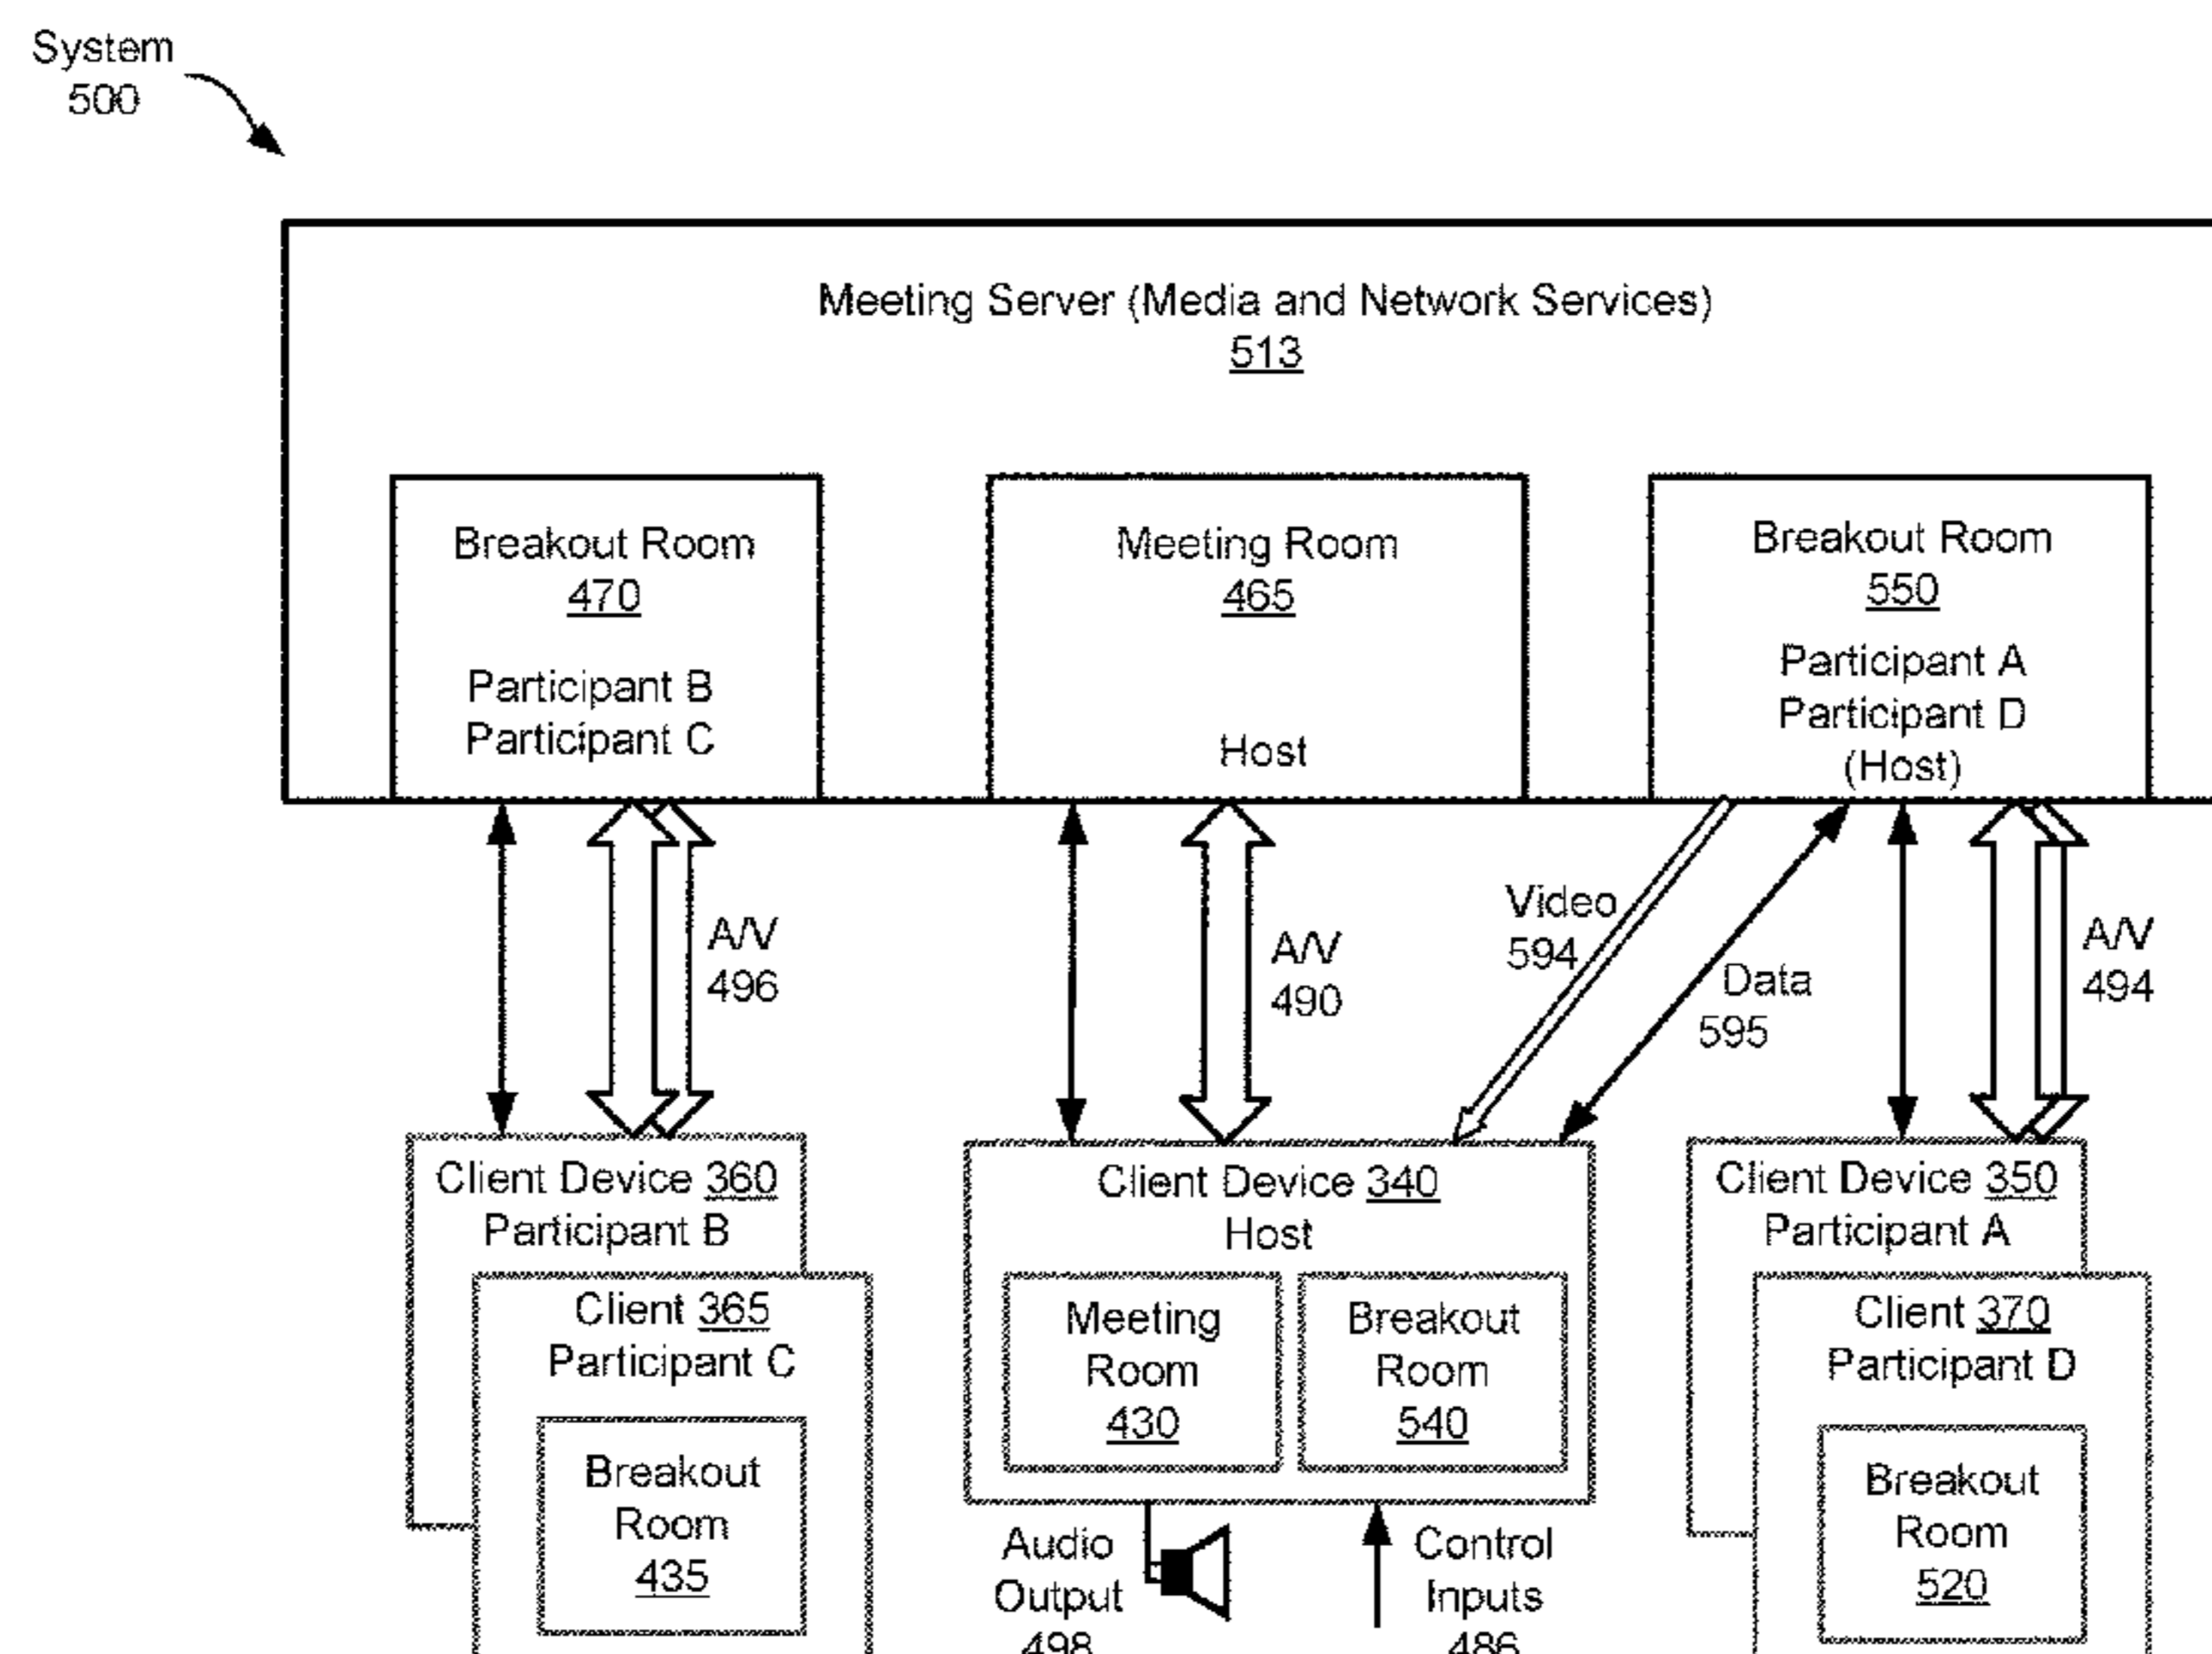 System
500
Meeting Server (Media and Network Services)
513
Breakout Room
470
Participant B
Participant C
Meeting Room
465
Host
Breakout Room
550
Participant A
Participant D
(Host)
A/V
496
A/V
490
Video
594
Data
595
A/V
494
Client Device 360
Participant B
Client 365
Participant C
Breakout
Room
435
Client Device 340
Host
Meeting
Room
430
Breakout
Room
540
Audio
Output
498
Control
Inputs
486
Client Device 350
Participant A
Client 370
Participant D
Breakout
Room
520